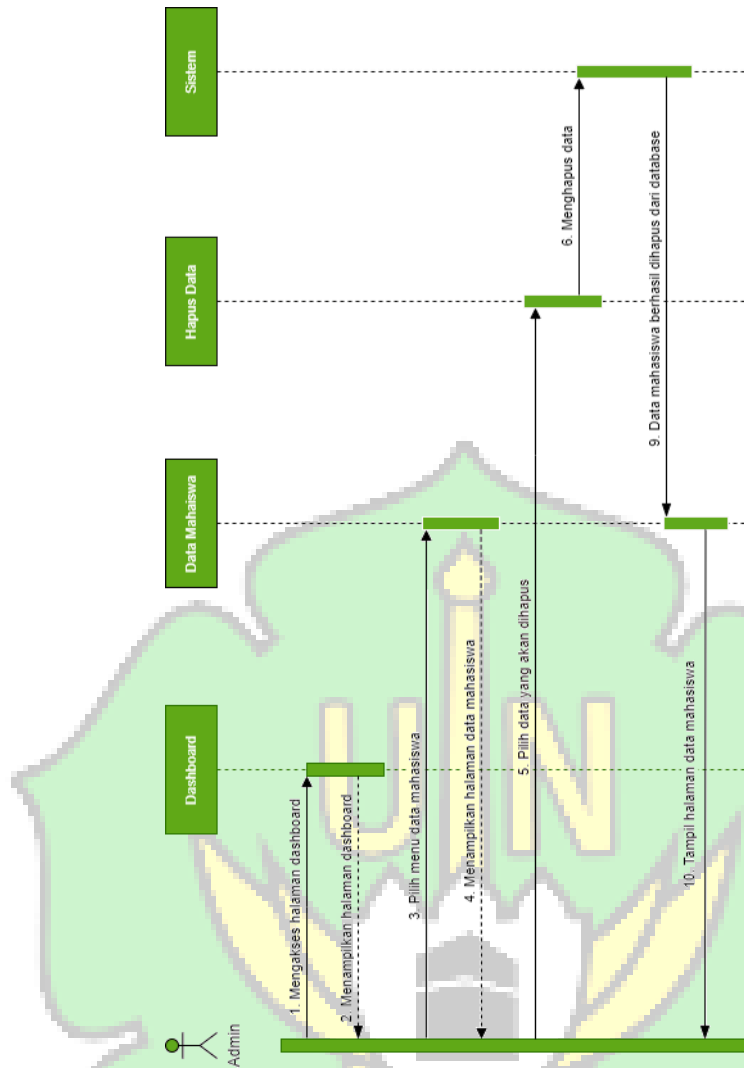 Admin
Dashboard
Data Mahaiswa
Hapus Data
Sistem
1. Mengakses halaman dashboard
2. Menampilkan halaman dashboard
3. Pilih menu data mahasiswa
4. Menampilkan halaman data mahasiswa
5. Pilih data yang akan dihapus
6. Menghapus data
9. Data mahasiswa berhasil dihapus dari database
10. Tampil halaman data mahasiswa
UIN